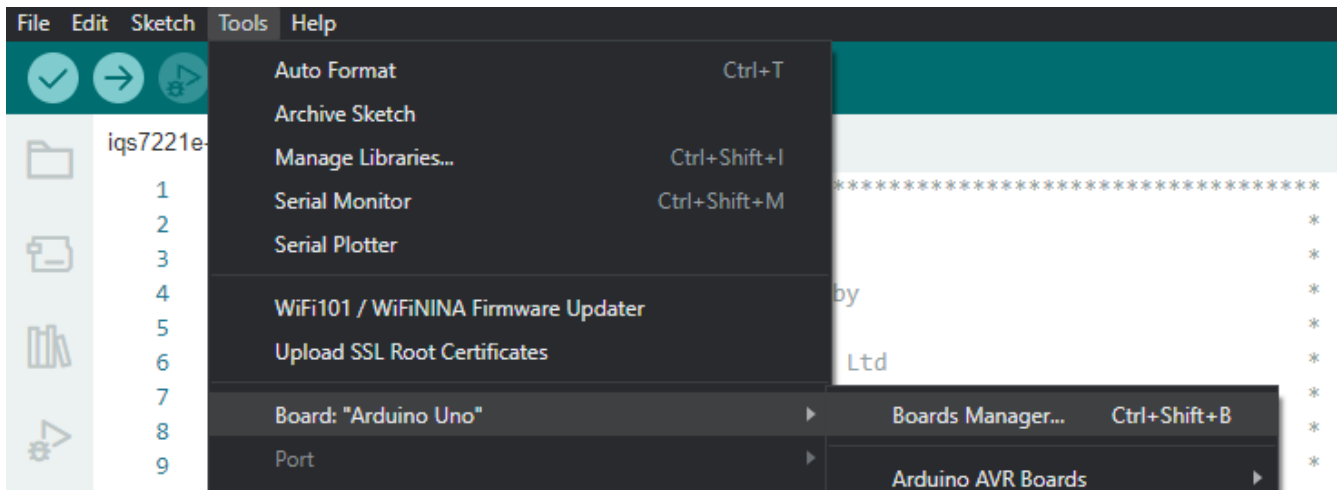 File Edit Sketch Tools Help
Auto Format Ctrl+T
Archive Sketch
iqs7221e-
Manage Libraries... Ctrl+Shift+I
1 ***********************************
Serial Monitor Ctrl+Shift+M
2 *
Serial Plotter
3 *
4 by *
WiFi101 / WiFiNINA Firmware Updater
5 *
Upload SSL Root Certificates
6 Ltd *
7 *
Board: "Arduino Uno" Boards Manager... Ctrl+Shift+B
8 *
Port
9 *
Arduino AVR Boards